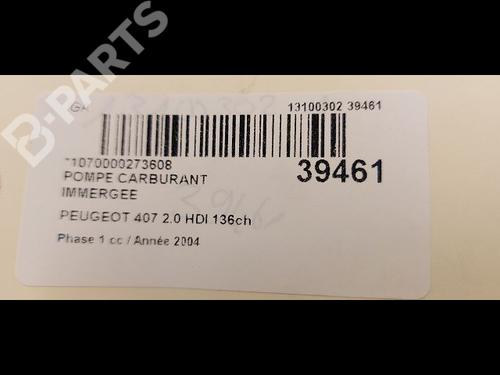 B-PARTS
13100302 39461
*1070000273608
39461
POMPE CARBURANT
IMMERGEE
PEUGEOT 407 2.0 HDI 136ch
Phase 1 cc / Année 2004